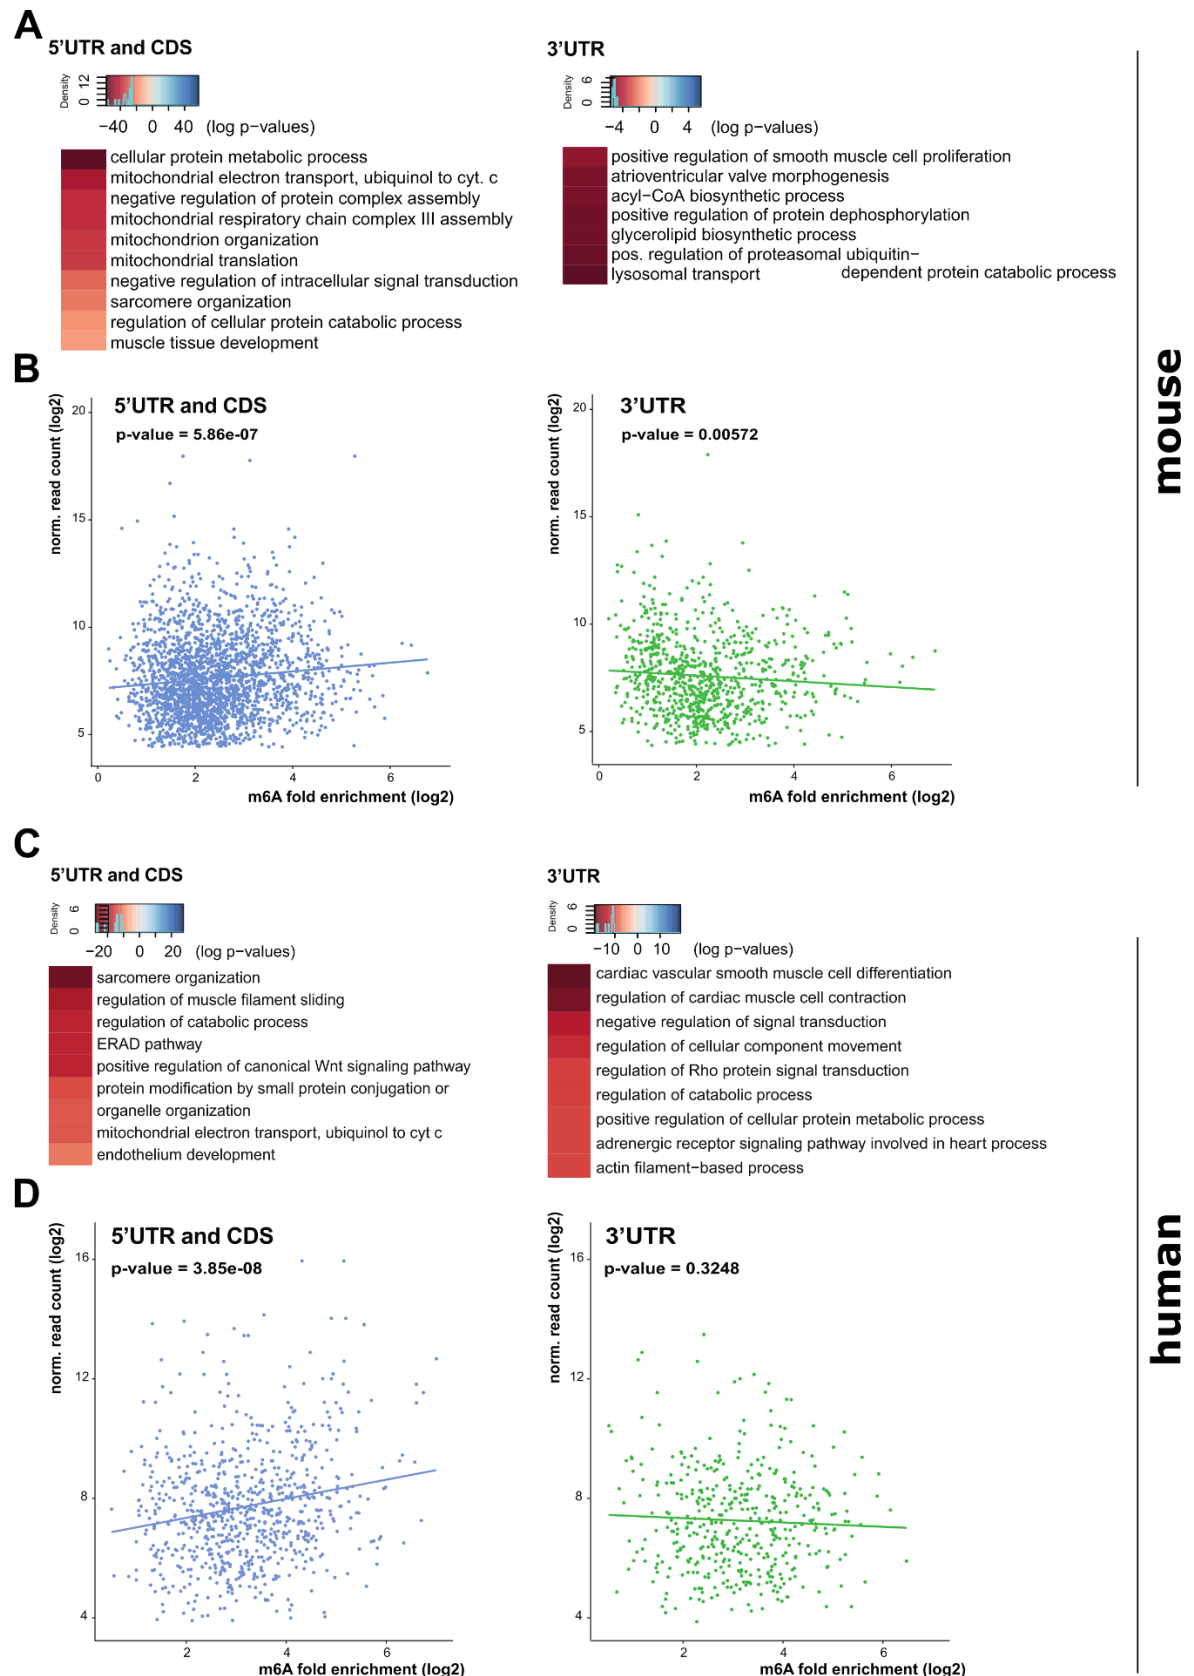 A
5'UTR and CDS
Density
0 12
−40 0 40 (log p−values)
cellular protein metabolic process
mitochondrial electron transport, ubiquinol to cyt. c
negative regulation of protein complex assembly
mitochondrial respiratory chain complex III assembly
mitochondrion organization
mitochondrial translation
negative regulation of intracellular signal transduction
sarcomere organization
regulation of cellular protein catabolic process
muscle tissue development
3'UTR
Density
0 6
−4 0 4 (log p−values)
positive regulation of smooth muscle cell proliferation
atrioventricular valve morphogenesis
acyl−CoA biosynthetic process
positive regulation of protein dephosphorylation
glycerolipid biosynthetic process
pos. regulation of proteasomal ubiquitin−
lysosomal transport dependent protein catabolic process
mouse
B
5'UTR and CDS
p-value = 5.86e-07
norm. read count (log2)
20
15
10
5
0 2 4 6
m6A fold enrichment (log2)
3'UTR
p-value = 0.00572
norm. read count (log2)
20
15
10
5
0 2 4 6
m6A fold enrichment (log2)
C
5'UTR and CDS
Density
0 6
−20 0 20 (log p−values)
sarcomere organization
regulation of muscle filament sliding
regulation of catabolic process
ERAD pathway
positive regulation of canonical Wnt signaling pathway
protein modification by small protein conjugation or
organelle organization
mitochondrial electron transport, ubiquinol to cyt c
endothelium development
3'UTR
Density
0 6
−10 0 10 (log p−values)
cardiac vascular smooth muscle cell differentiation
regulation of cardiac muscle cell contraction
negative regulation of signal transduction
regulation of cellular component movement
regulation of Rho protein signal transduction
regulation of catabolic process
positive regulation of cellular protein metabolic process
adrenergic receptor signaling pathway involved in heart process
actin filament−based process
human
D
5'UTR and CDS
p-value = 3.85e-08
norm. read count (log2)
16
12
8
4
2 4 6
m6A fold enrichment (log2)
3'UTR
p-value = 0.3248
norm. read count (log2)
16
12
8
4
2 4 6
m6A fold enrichment (log2)